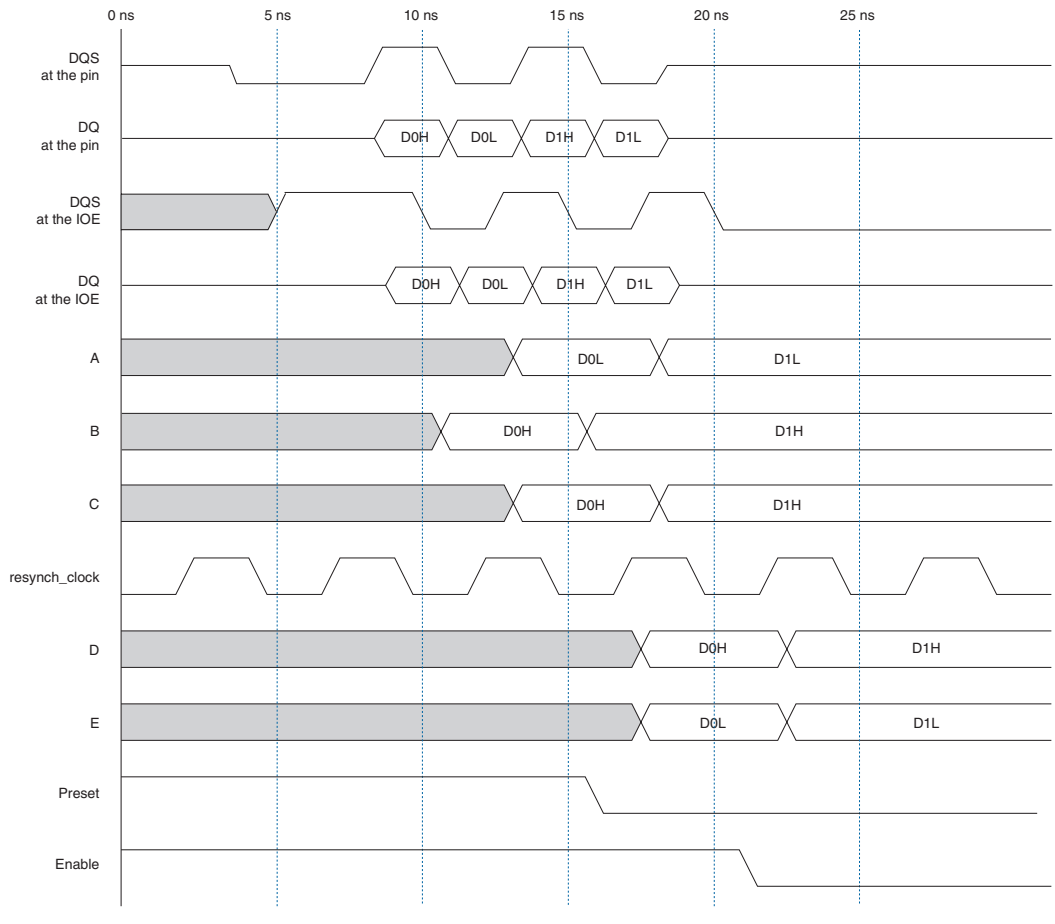 0 ns 5 ns 10 ns 15 ns 20 ns 25 ns
DQS
at the pin
DQ
at the pin
D0H D0L D1H D1L
DQS
at the IOE
DQ
at the IOE
D0H D0L D1H D1L
A D0L D1L
B D0H D1H
C D0H D1H
resynch_clock
D D0H D1H
E D0L D1L
Preset
Enable